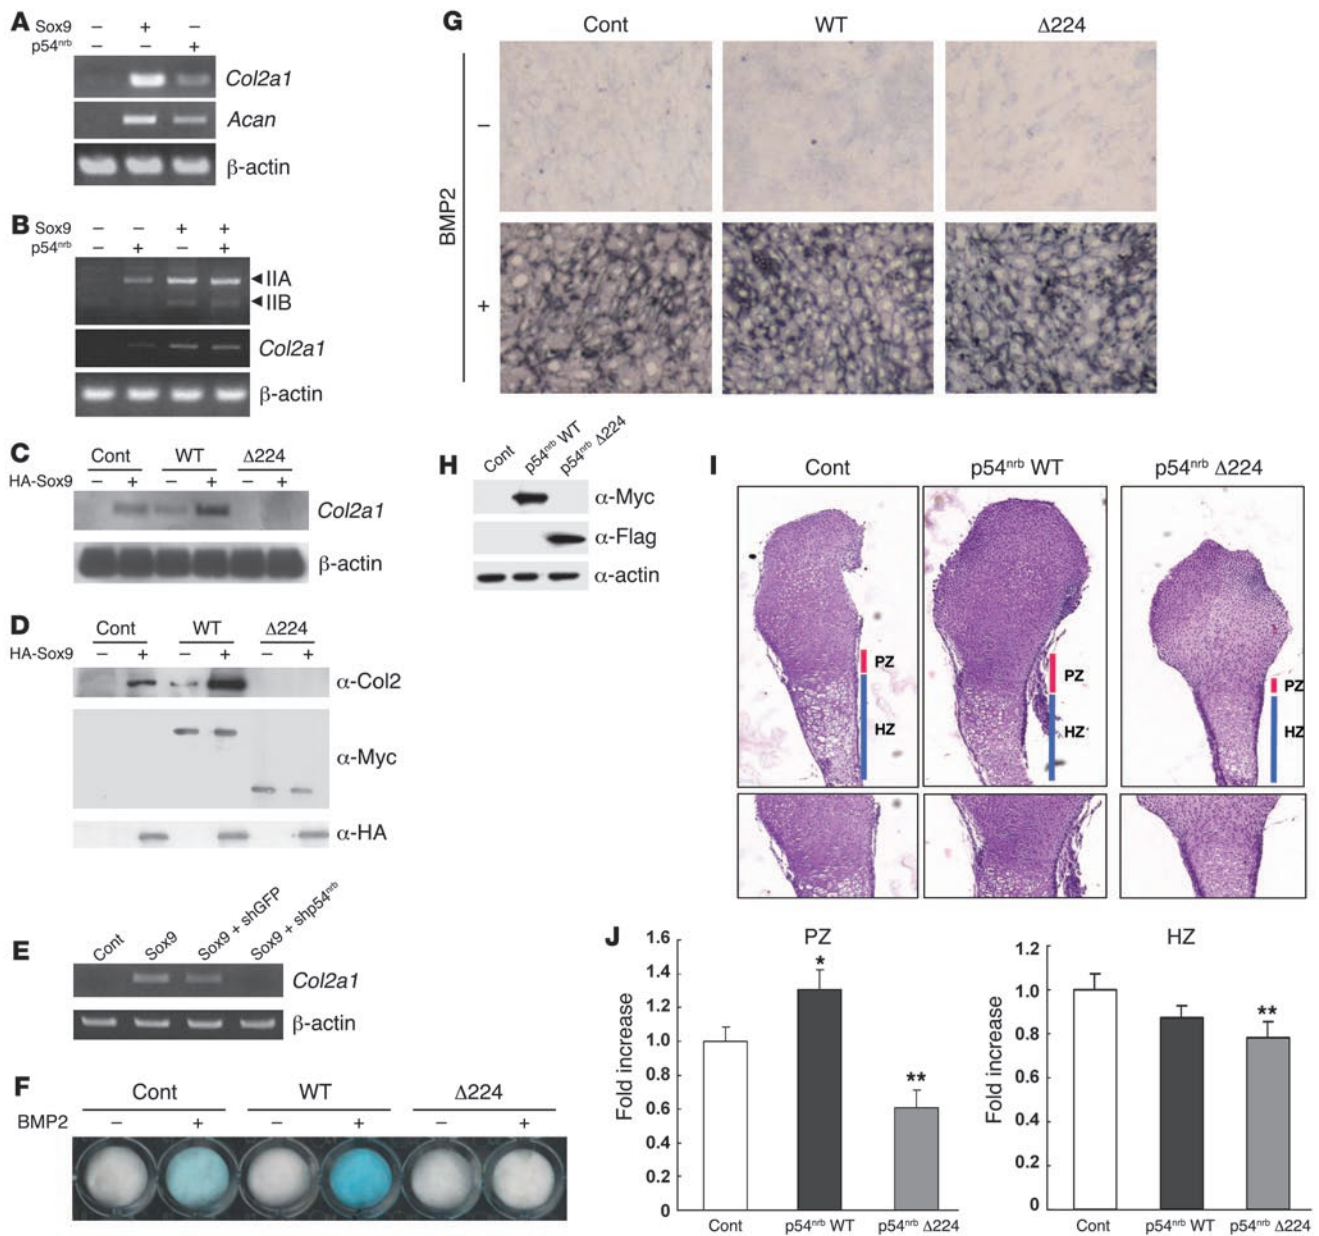 A
Sox9 – + –
p54ⁿʳᵇ – – +
Col2a1
Acan
β-actin
B
Sox9 – – + +
p54ⁿʳᵇ – + – +
◄IIA
◄IIB
Col2a1
β-actin
C
Cont WT Δ224
HA-Sox9 – + – + – +
Col2a1
β-actin
D
Cont WT Δ224
HA-Sox9 – + – + – +
α-Col2
α-Myc
α-HA
E
Cont Sox9 Sox9 + shGFP Sox9 + shp54ⁿʳᵇ
Col2a1
β-actin
F
Cont WT Δ224
BMP2 – + – + – +
G
Cont WT Δ224
BMP2
–
+
H
Cont p54ⁿʳᵇ WT p54ⁿʳᵇ Δ224
α-Myc
α-Flag
α-actin
I
Cont p54ⁿʳᵇ WT p54ⁿʳᵇ Δ224
PZ PZ PZ
HZ HZ HZ
J
PZ
Fold increase
1.6
1.4
1.2
1.0
0.8
0.6
0.4
0.2
0
*
**
Cont p54ⁿʳᵇ WT p54ⁿʳᵇ Δ224
HZ
Fold increase
1.2
1.0
0.8
0.6
0.4
0.2
0
**
Cont p54ⁿʳᵇ WT p54ⁿʳᵇ Δ224